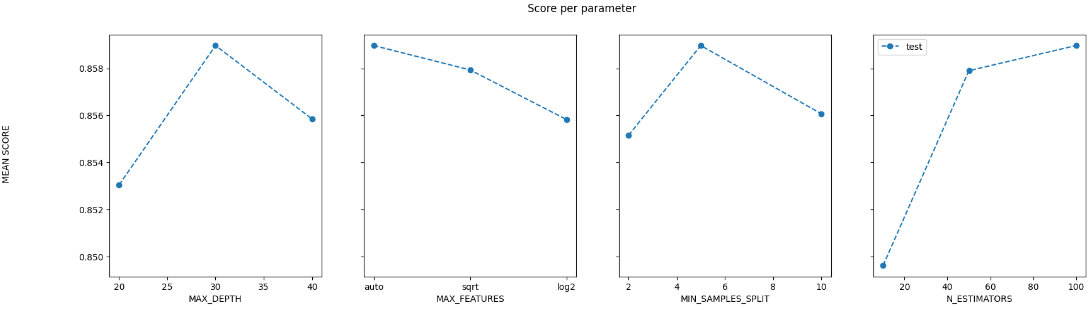 Score per parameter
MEAN SCORE
0.858
0.856
0.854
0.852
0.850
20 25 30 35 40
MAX_DEPTH
auto sqrt log2
MAX_FEATURES
2 4 6 8 10
MIN_SAMPLES_SPLIT
test
20 40 60 80 100
N_ESTIMATORS